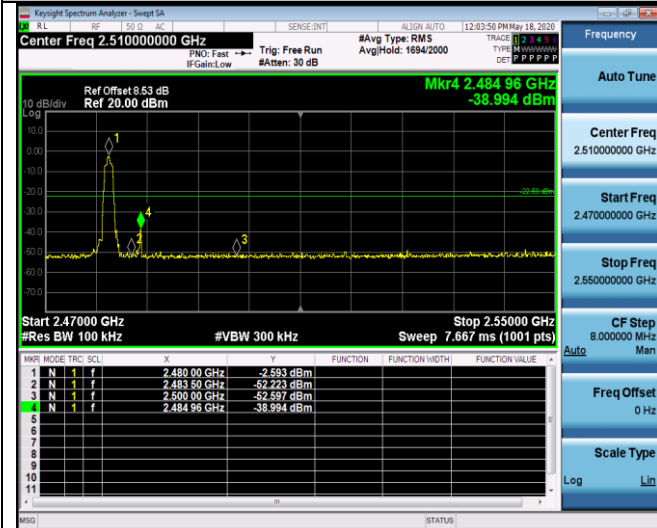 Keysight Spectrum Analyzer - Swept SA
RL RF 50 Ω AC SENSE:INT ALIGN AUTO 12:03:50 PM May 18, 2020
Center Freq 2.510000000 GHz
PNO: Fast
IFGain:Low
Trig: Free Run
#Atten: 30 dB
#Avg Type: RMS
Avg|Hold: 1694/2000
TRACE 1 2 3 4 5 6
TYPE M W W W W W
DET P P P P P P
Mkr4 2.484 96 GHz
-38.994 dBm
Ref Offset 8.53 dB
Ref 20.00 dBm
10 dB/div
Log
10.0
0.00
-10.0
-20.0
-22.59 dBm
-30.0
-40.0
-50.0
-60.0
-70.0
1
4
2
3
Start 2.47000 GHz Stop 2.55000 GHz
#Res BW 100 kHz #VBW 300 kHz Sweep 7.667 ms (1001 pts)
MKR MODE TRC SCL X Y FUNCTION FUNCTION WIDTH FUNCTION VALUE
1 N 1 f 2.480 00 GHz -2.593 dBm
2 N 1 f 2.483 50 GHz -52.223 dBm
3 N 1 f 2.500 00 GHz -52.597 dBm
4 N 1 f 2.484 96 GHz -38.994 dBm
5
6
7
8
9
10
11
MSG STATUS
Frequency
Auto Tune
Center Freq
2.510000000 GHz
Start Freq
2.470000000 GHz
Stop Freq
2.550000000 GHz
CF Step
8.000000 MHz
Auto Man
Freq Offset
0 Hz
Scale Type
Log Lin